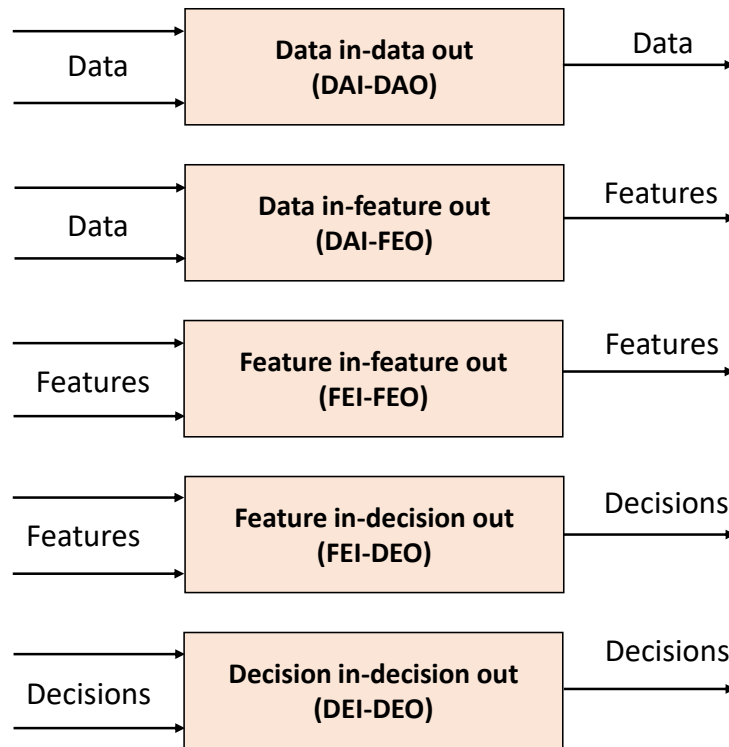 Data
Data in-data out
(DAI-DAO)
Data
Data
Data in-feature out
(DAI-FEO)
Features
Features
Feature in-feature out
(FEI-FEO)
Features
Features
Feature in-decision out
(FEI-DEO)
Decisions
Decisions
Decision in-decision out
(DEI-DEO)
Decisions